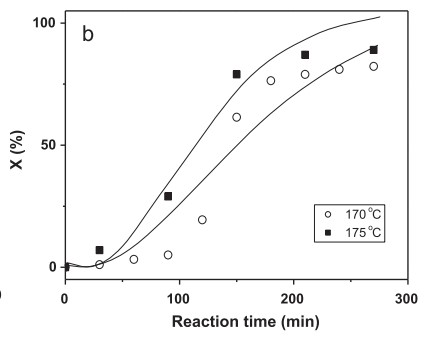 b
100
50
0
X (%)
170 °C
175 °C
0
100
200
300
Reaction time (min)